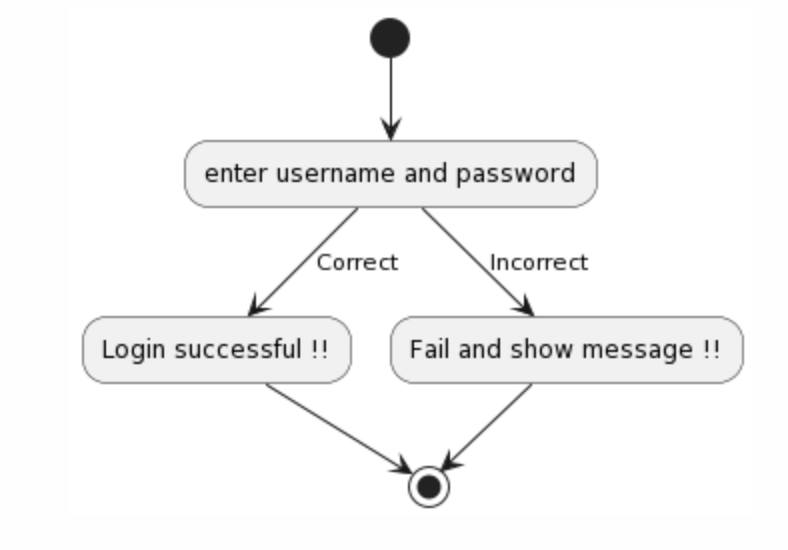 enter username and password
Correct
Incorrect
Login successful !!
Fail and show message !!